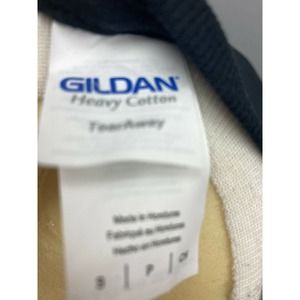 GILDAN
Heavy Cotton
TearAway
Made in Honduras
Fabriqué au Honduras
Hecho en Honduras
S | P | CH